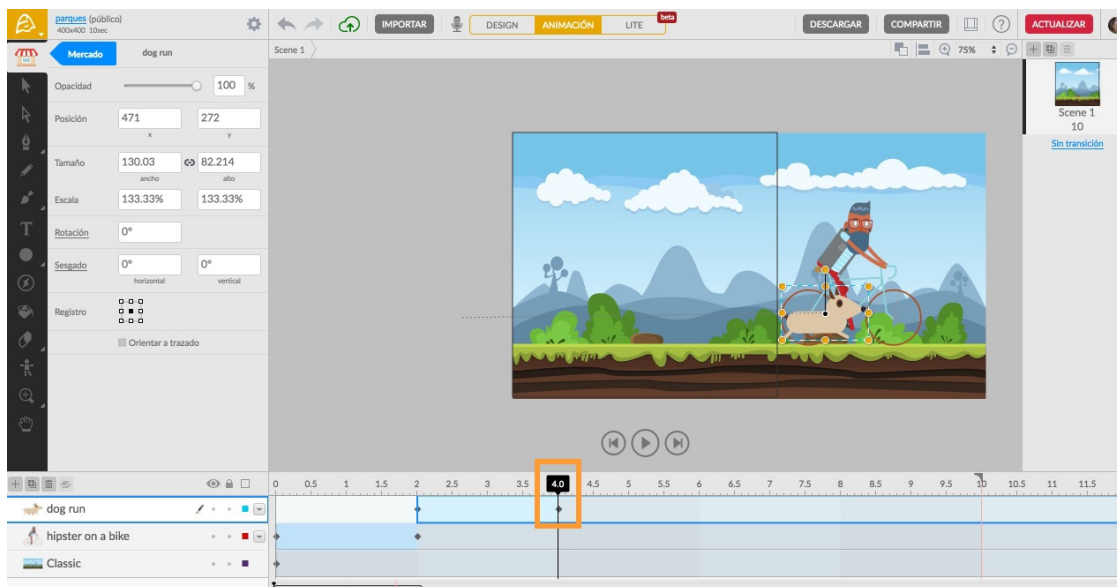 parques (público)
400x400 10sec
IMPORTAR
DESIGN
ANIMACIÓN
LITE
beta
DESCARGAR
COMPARTIR
?
ACTUALIZAR
Mercado
dog run
Scene 1
75%
Opacidad
100 %
Posición
471
272
x
y
Tamaño
130.03
82.214
ancho
alto
Escala
133.33%
133.33%
Rotación
0°
Sesgado
0°
0°
horizontal
vertical
Registro
Orientar a trazado
T
Scene 1
10
Sin transición
0 0.5 1 1.5 2 2.5 3 3.5 4.0 4.5 5 5.5 6 6.5 7 7.5 8 8.5 9 9.5 10 10.5 11 11.5
dog run
hipster on a bike
Classic